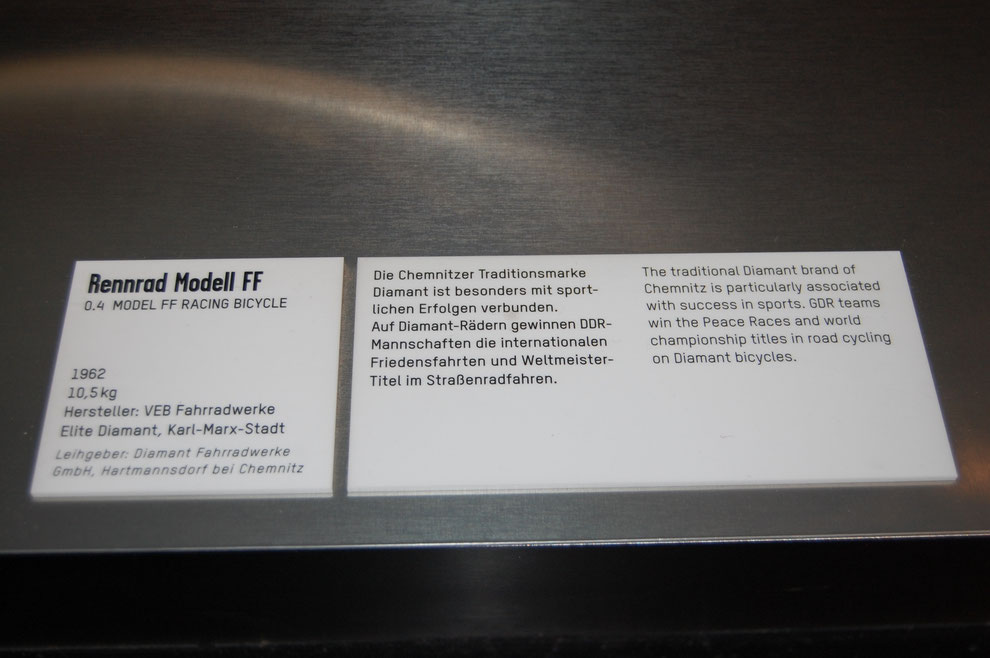 Rennrad Modell FF
0.4 MODEL FF RACING BICYCLE
1962
10,5 kg
Hersteller: VEB Fahrradwerke
Elite Diamant, Karl-Marx-Stadt
Leihgeber: Diamant Fahrradwerke
GmbH, Hartmannsdorf bei Chemnitz
Die Chemnitzer Traditionsmarke
Diamant ist besonders mit sport-
lichen Erfolgen verbunden.
Auf Diamant-Rädern gewinnen DDR-
Mannschaften die internationalen
Friedensfahrten und Weltmeister-
Titel im Straßenradfahren.
The traditional Diamant brand of
Chemnitz is particularly associated
with success in sports. GDR teams
win the Peace Races and world
championship titles in road cycling
on Diamant bicycles.